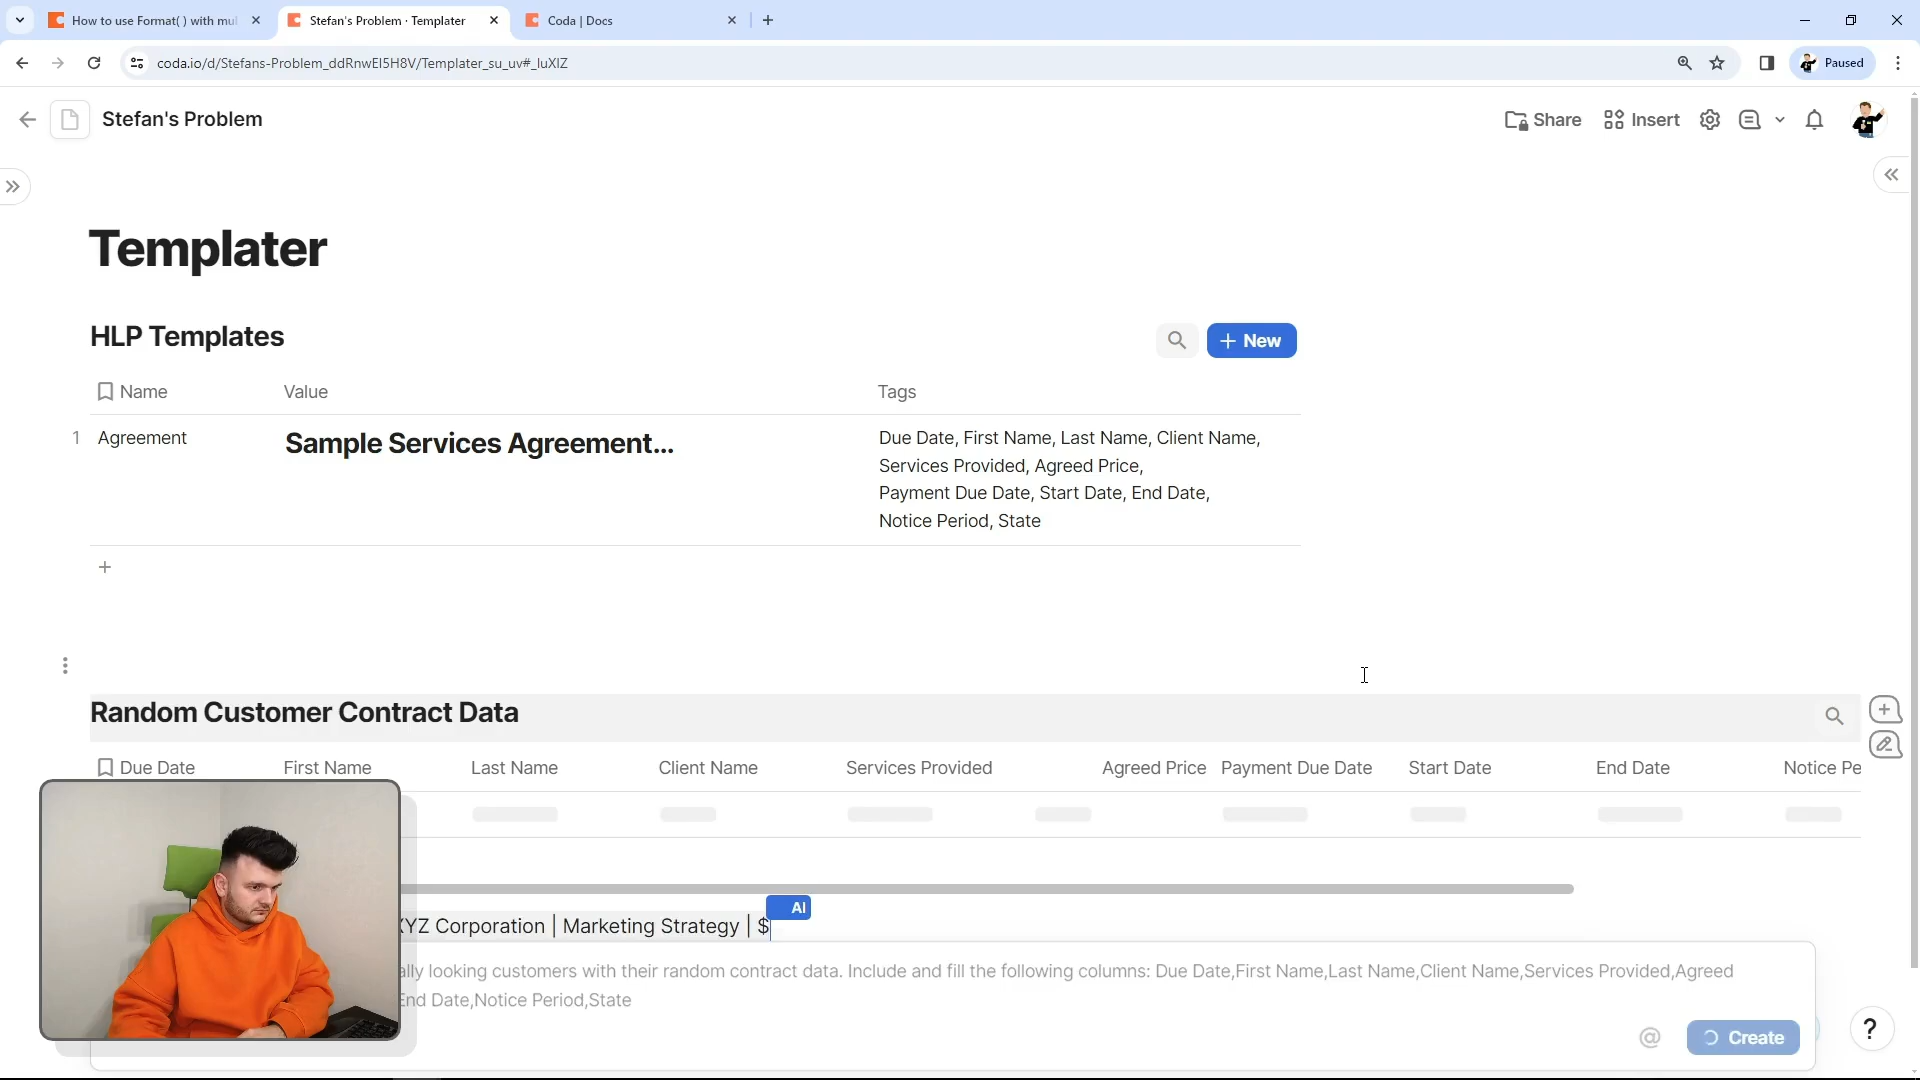 How to use Format( ) with mul
Stefan's Problem · Templater
Coda | Docs
coda.io/d/Stefans-Problem_ddRnwEI5H8V/Templater_su_uv#_luXIZ
Paused
Stefan's Problem
Share
Insert
Templater
HLP Templates
New
Name
Value
Tags
1
Agreement
Sample Services Agreement...
Due Date, First Name, Last Name, Client Name,
Services Provided, Agreed Price,
Payment Due Date, Start Date, End Date,
Notice Period, State
Random Customer Contract Data
Due Date
First Name
Last Name
Client Name
Services Provided
Agreed Price
Payment Due Date
Start Date
End Date
Notice Pe
AI
XYZ Corporation | Marketing Strategy | $
ally looking customers with their random contract data. Include and fill the following columns: Due Date,First Name,Last Name,Client Name,Services Provided,Agreed
End Date,Notice Period,State
@
Create
?